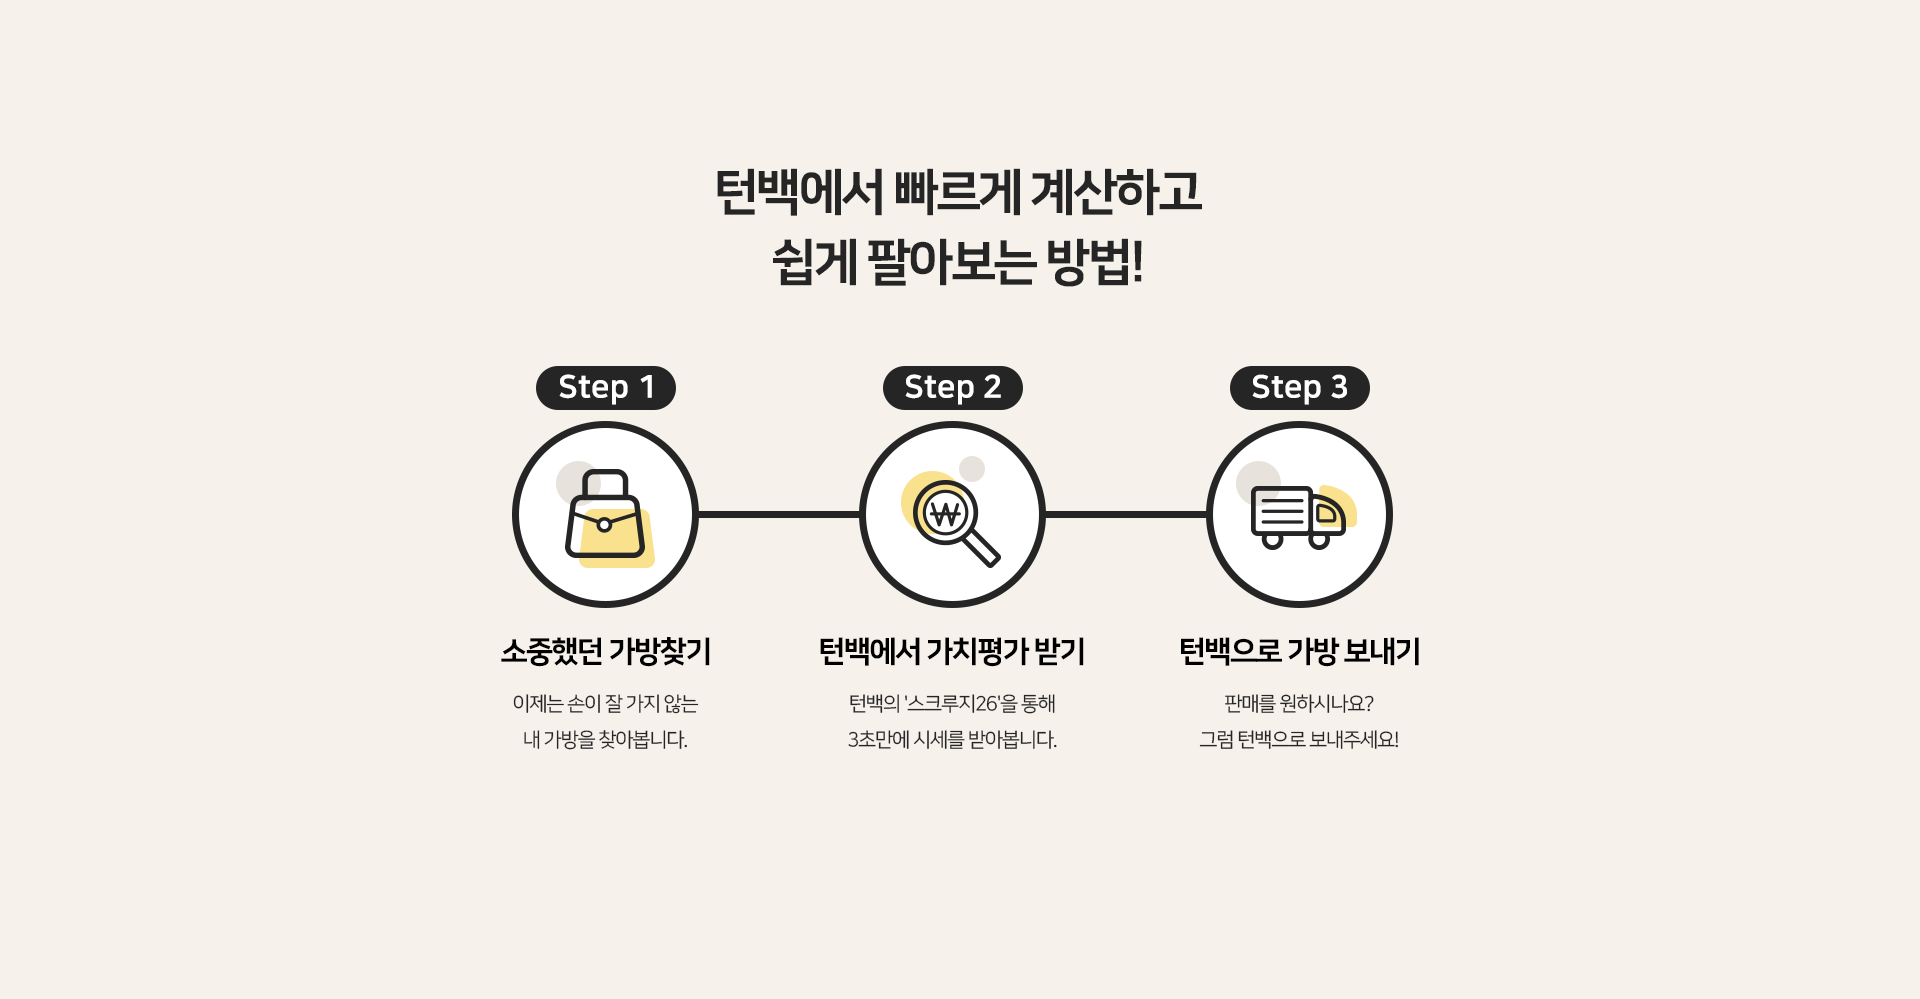 턴백에서 빠르게 계산하고
쉽게 팔아보는 방법!
Step 1
Step 2
Step 3
₩
소중했던 가방찾기
턴백에서 가치평가 받기
턴백으로 가방 보내기
이제는 손이 잘 가지 않는
내 가방을 찾아봅니다.
턴백의 '스크루지26'을 통해
3초만에 시세를 받아봅니다.
판매를 원하시나요?
그럼 턴백으로 보내주세요!